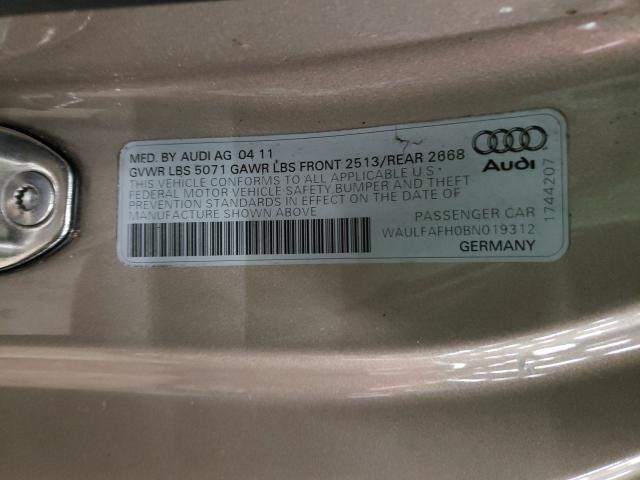 MED. BY AUDI AG 04 11
GVWR LBS 5071 GAWR LBS FRONT 2513/REAR 2668
THIS VEHICLE CONFORMS TO ALL APPLICABLE U.S.
FEDERAL MOTOR VEHICLE SAFETY, BUMPER AND THEFT
PREVENTION STANDARDS IN EFFECT ON THE DATE OF
MANUFACTURE SHOWN ABOVE
PASSENGER CAR
WAULFAFH0BN019312
GERMANY
Audi
1744207